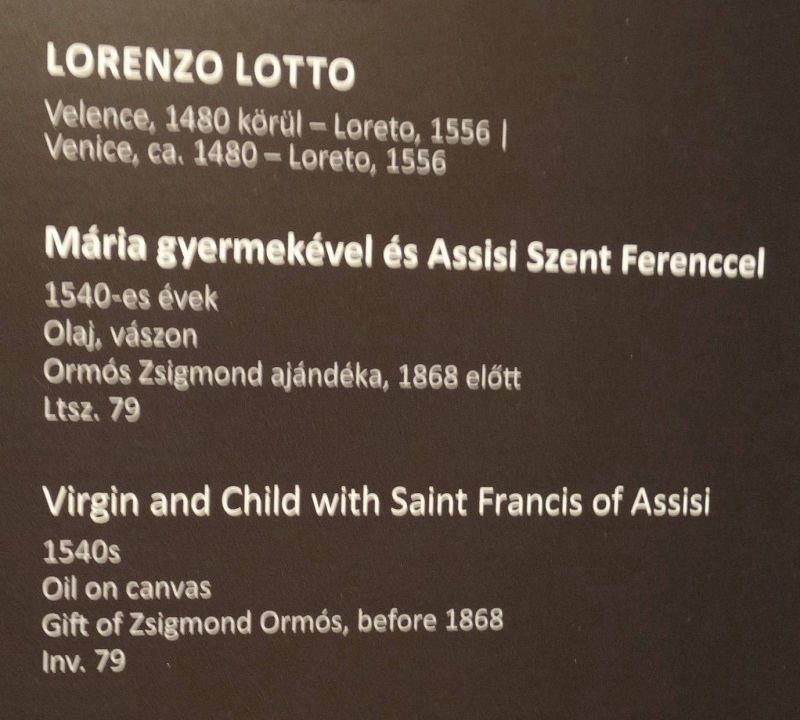 LORENZO LOTTO
Velence, 1480 körül – Loreto, 1556 |
Venice, ca. 1480 – Loreto, 1556
Mária gyermekével és Assisi Szent Ferenccel
1540-es évek
Olaj, vászon
Ormós Zsigmond ajándéka, 1868 előtt
Ltsz. 79
Virgin and Child with Saint Francis of Assisi
1540s
Oil on canvas
Gift of Zsigmond Ormós, before 1868
Inv. 79